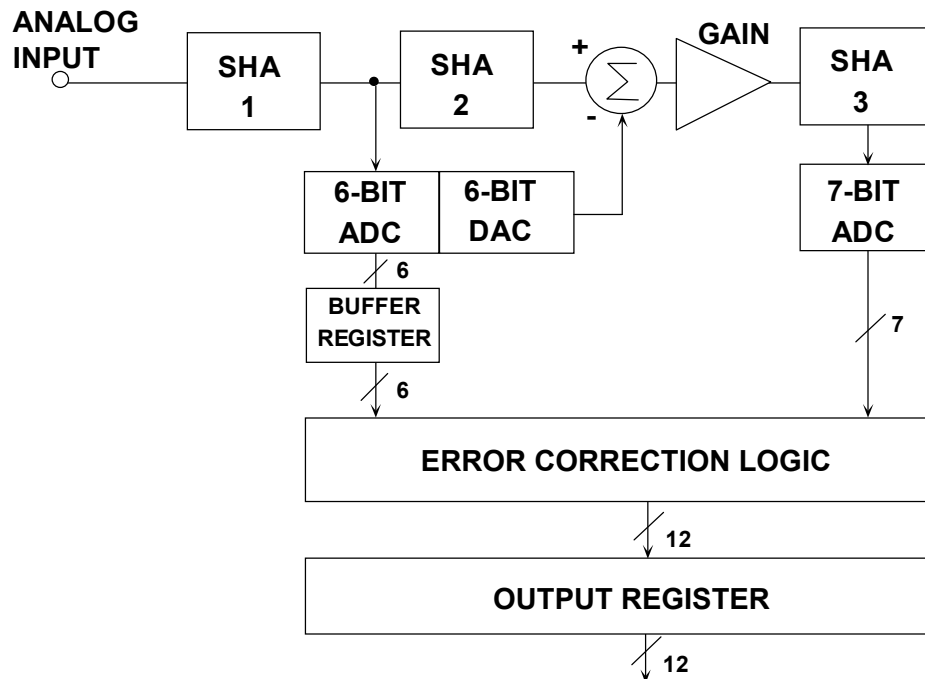 ANALOG
INPUT
SHA
1
SHA
2
+
-
Σ
GAIN
SHA
3
6-BIT
ADC
6-BIT
DAC
7-BIT
ADC
6
BUFFER
REGISTER
6
7
ERROR CORRECTION LOGIC
12
OUTPUT REGISTER
12